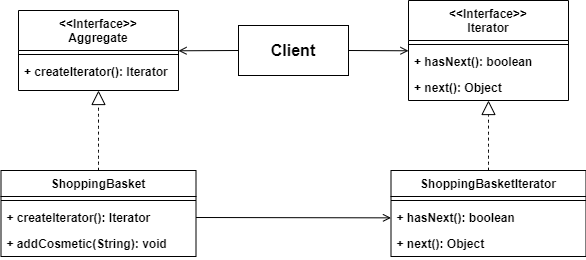 <<Interface>>
Aggregate
+ createIterator(): Iterator
Client
<<Interface>>
Iterator
+ hasNext(): boolean
+ next(): Object
ShoppingBasket
+ createIterator(): Iterator
+ addCosmetic(String): void
ShoppingBasketIterator
+ hasNext(): boolean
+ next(): Object